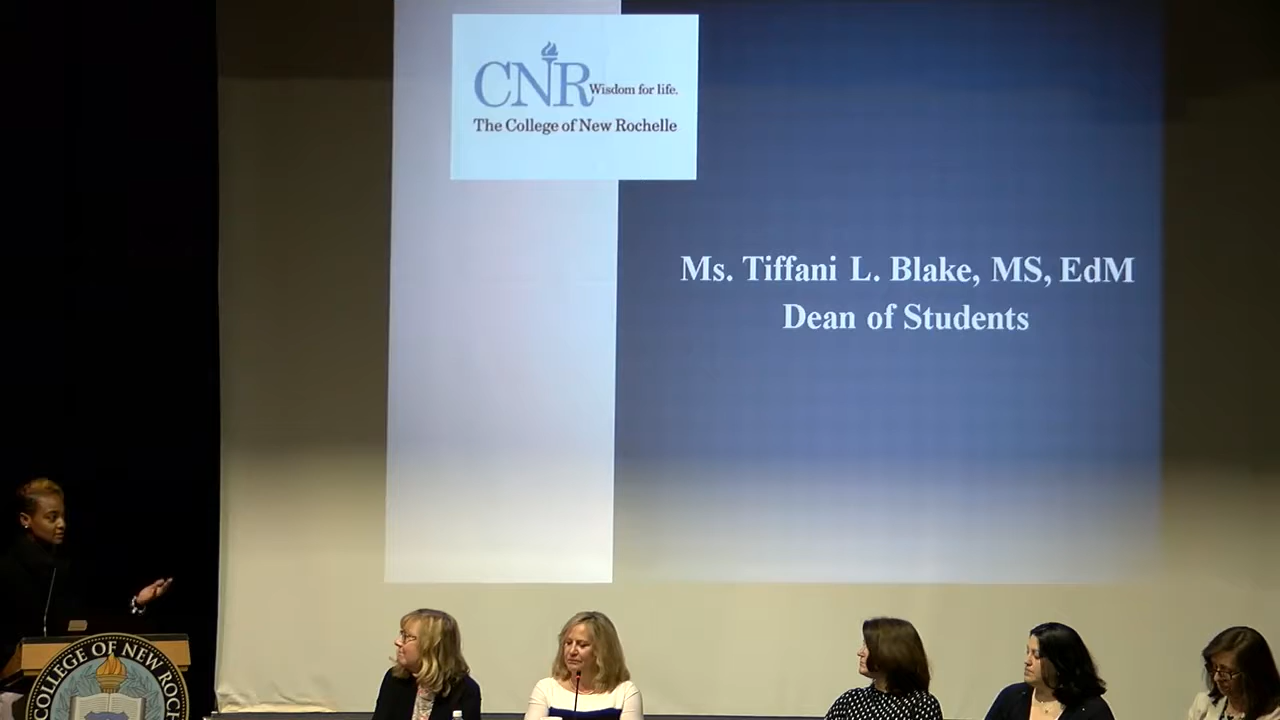 CNR Wisdom for life.
The College of New Rochelle
Ms. Tiffani L. Blake, MS, EdM
Dean of Students
COLLEGE OF NEW ROCH